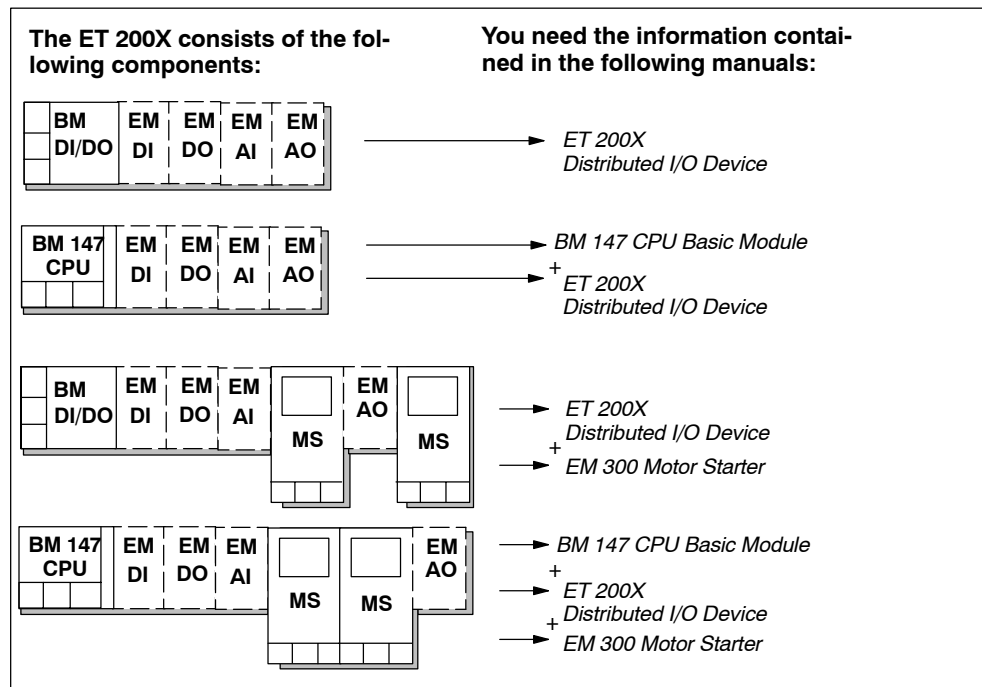 The ET 200X consists of the fol-
lowing components:
You need the information contai-
ned in the following manuals:
BM
DI/DO
EM
DI
EM
DO
EM
AI
EM
AO
ET 200X
Distributed I/O Device
BM 147
CPU
EM
DI
EM
DO
EM
AI
EM
AO
BM 147 CPU Basic Module
+
ET 200X
Distributed I/O Device
BM
DI/DO
EM
DI
EM
DO
EM
AI
MS
EM
AO
MS
ET 200X
Distributed I/O Device
+
EM 300 Motor Starter
BM 147
CPU
EM
DI
EM
DO
EM
AI
MS
MS
EM
AO
BM 147 CPU Basic Module
+
ET 200X
Distributed I/O Device
+
EM 300 Motor Starter